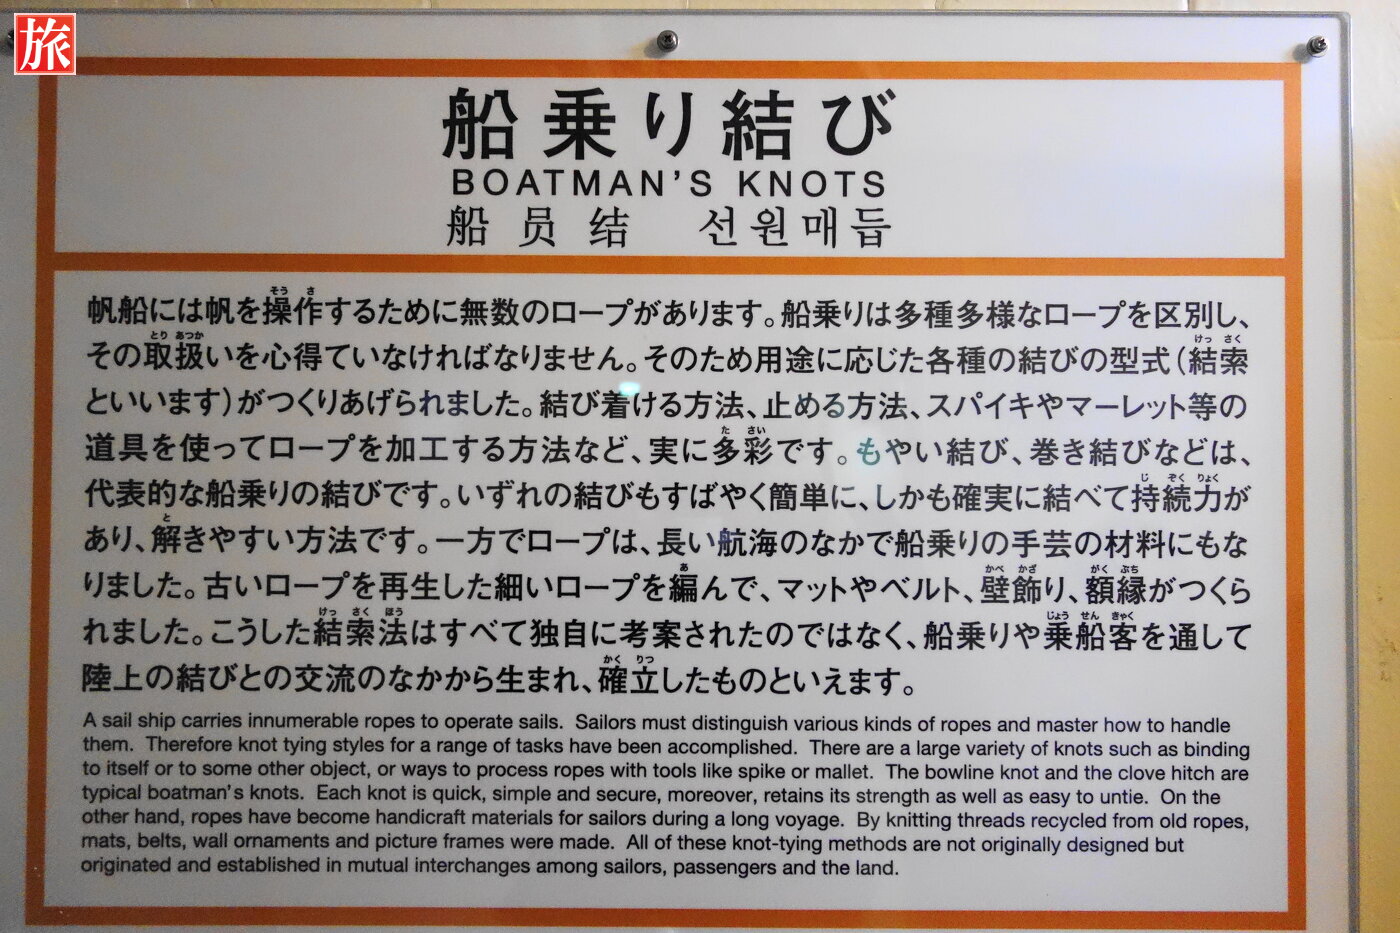 旅
船乗り結び
BOATMAN'S KNOTS
船员结 선원매듭
帆船には帆を操作するために無数のロープがあります。船乗りは多種多様なロープを区別し、
その取扱いを心得ていなければなりません。そのため用途に応じた各種の結びの型式(結索
といいます)がつくりあげられました。結び着ける方法、止める方法、スパイキやマーレット等の
道具を使ってロープを加工する方法など、実に多彩です。もやい結び、巻き結びなどは、
代表的な船乗りの結びです。いずれの結びもすばやく簡単に、しかも確実に結べて持続力が
あり、解きやすい方法です。一方でロープは、長い航海のなかで船乗りの手芸の材料にもな
りました。古いロープを再生した細いロープを編んで、マットやベルト、壁飾り、額縁がつくら
れました。こうした結索法はすべて独自に考案されたのではなく、船乗りや乗船客を通して
陸上の結びとの交流のなかから生まれ、確立したものといえます。
A sail ship carries innumerable ropes to operate sails. Sailors must distinguish various kinds of ropes and master how to handle
them. Therefore knot tying styles for a range of tasks have been accomplished. There are a large variety of knots such as binding
to itself or to some other object, or ways to process ropes with tools like spike or mallet. The bowline knot and the clove hitch are
typical boatman's knots. Each knot is quick, simple and secure, moreover, retains its strength as well as easy to untie. On the
other hand, ropes have become handicraft materials for sailors during a long voyage. By knitting threads recycled from old ropes,
mats, belts, wall ornaments and picture frames were made. All of these knot-tying methods are not originally designed but
originated and established in mutual interchanges among sailors, passengers and the land.